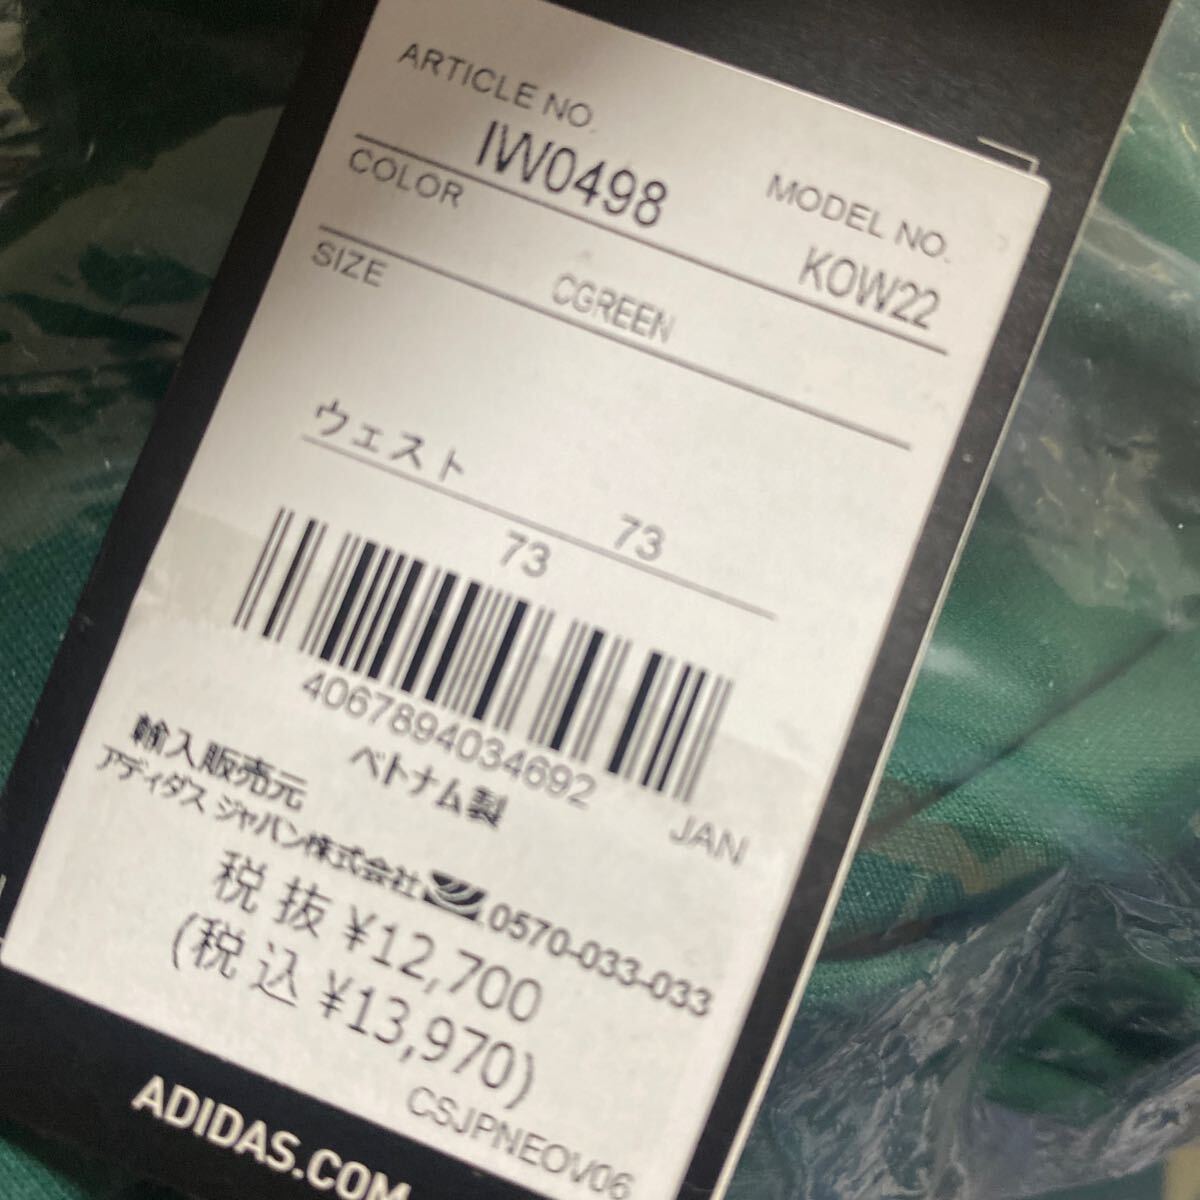 ARTICLE NO.
IW0498
MODEL NO.
KOW22
COLOR
CGREEN
SIZE
ウェスト
73
73
4067894034692
JAN
ベトナム製
輸入販売元
アディダス ジャパン株式会社 0570-033-033
税 抜 ¥12,700
(税 込 ¥13,970)
CSJPNEOV06
ADIDAS.COM